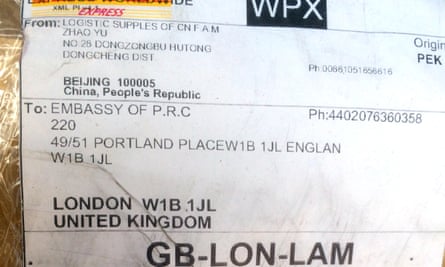 WPX
EXPRESS
From: LOGISTIC SUPPLES OF CN F A M
ZHAO YU
NO 28 DONGZONGBU HUTONG
DONGCHENG DIST
Origin
PEK
Ph:00861051656616
BEIJING 100005
China, People's Republic
To: EMBASSY OF P.R.C
Ph:4402076360358
220
49/51 PORTLAND PLACEW1B 1JL ENGLAN
W1B 1JL
LONDON W1B 1JL
UNITED KINGDOM
GB-LON-LAM